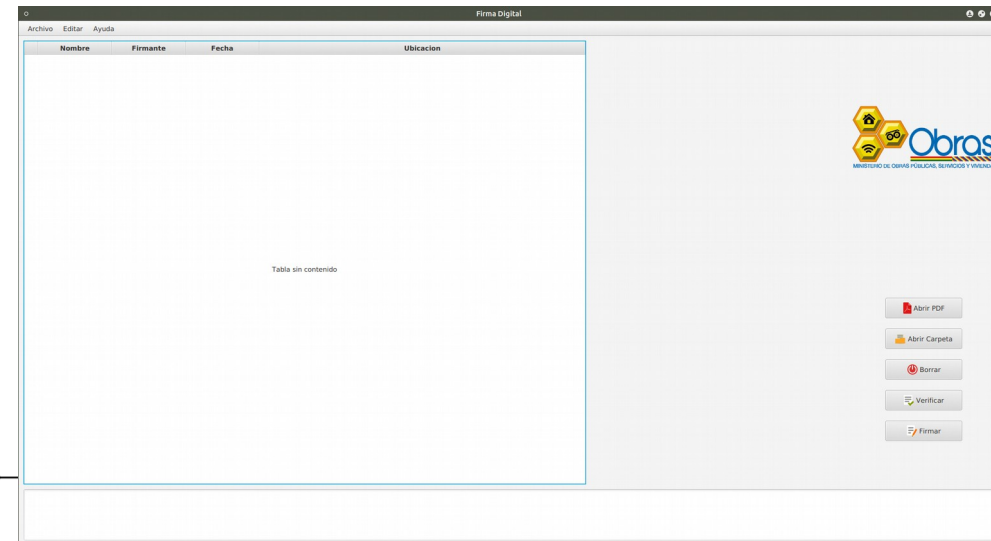 Firma Digital
Archivo Editar Ayuda
Nombre Firmante Fecha Ubicacion
Tabla sin contenido
Obras
MINISTERIO DE OBRAS PÚBLICAS, SERVICIOS Y
Abrir PDF
Abrir Carpeta
Borrar
Verificar
Firmar